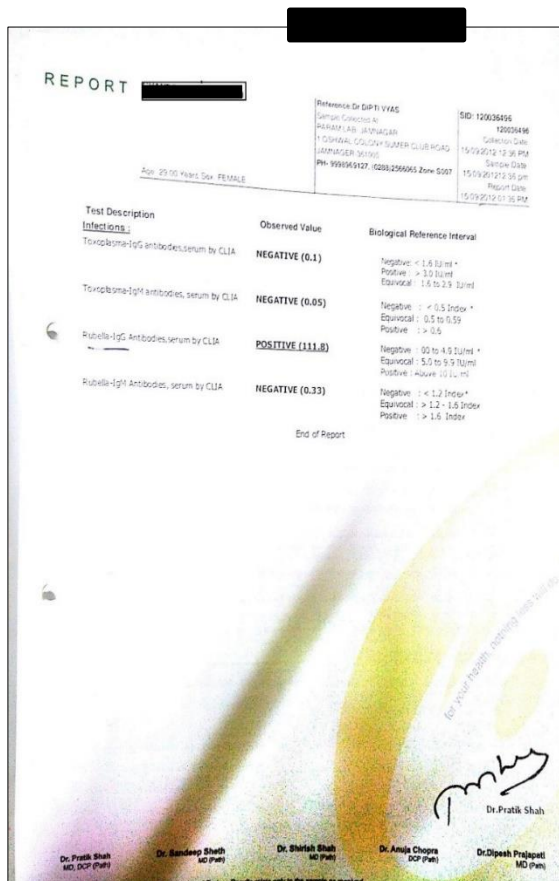 REPORT
Reference: Dr DIPTI VYAS
Sample Collected At
PARAM LAB- JAMNAGAR
1 OSHWAL COLONY SUMER CLUB ROAD
JAMNAGER 361005
PH- 9998969127, (0288)2566065 Zone S007
SID: 120036496
120036496
Collection Date
15/09/2012 12:36 PM
Sample Date
15/09/2012 12:36 pm
Report Date
15/09/2012 01:36 PM
Age: 29.00 Years Sex: FEMALE
Test Description Observed Value Biological Reference Interval
Infections :
Toxoplasma-IgG antibodies,serum by CLIA NEGATIVE (0.1) Negative: < 1.6 IU/ml *
Positive : > 3.0 IU/ml
Equivocal : 1.6 to 2.9 IU/ml
Toxoplasma-IgM antibodies, serum by CLIA NEGATIVE (0.05) Negative : < 0.5 Index *
Equivocal : 0.5 to 0.59
Positive : > 0.6
Rubella-IgG Antibodies,serum by CLIA POSITIVE (111.8) Negative : 00 to 4.9 IU/ml *
Equivocal : 5.0 to 9.9 IU/ml
Positive : Above 10 IU/ml
Rubella-IgM Antibodies, serum by CLIA NEGATIVE (0.33) Negative : < 1.2 Index*
Equivocal : > 1.2 - 1.6 Index
Positive : > 1.6 Index
End of Report
for your health, nothing less will do
Dr.Pratik Shah
Dr. Pratik Shah Dr. Sandeep Sheth Dr. Shirish Shah Dr. Anuja Chopra Dr.Dipesh Prajapati
MD, DCP (Path) MD (Path) MD (Path) DCP (Path) MD (Path)